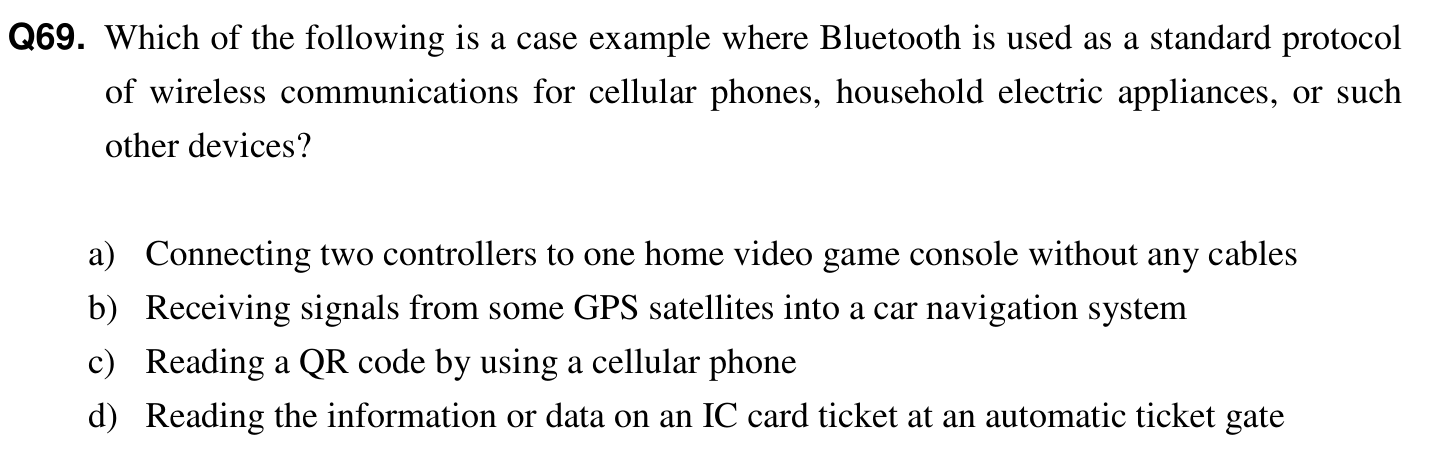 Q69. Which of the following is a case example where Bluetooth is used as a standard protocol
of wireless communications for cellular phones, household electric appliances, or such
other devices?
a) Connecting two controllers to one home video game console without any cables
b) Receiving signals from some GPS satellites into a car navigation system
c) Reading a QR code by using a cellular phone
d) Reading the information or data on an IC card ticket at an automatic ticket gate